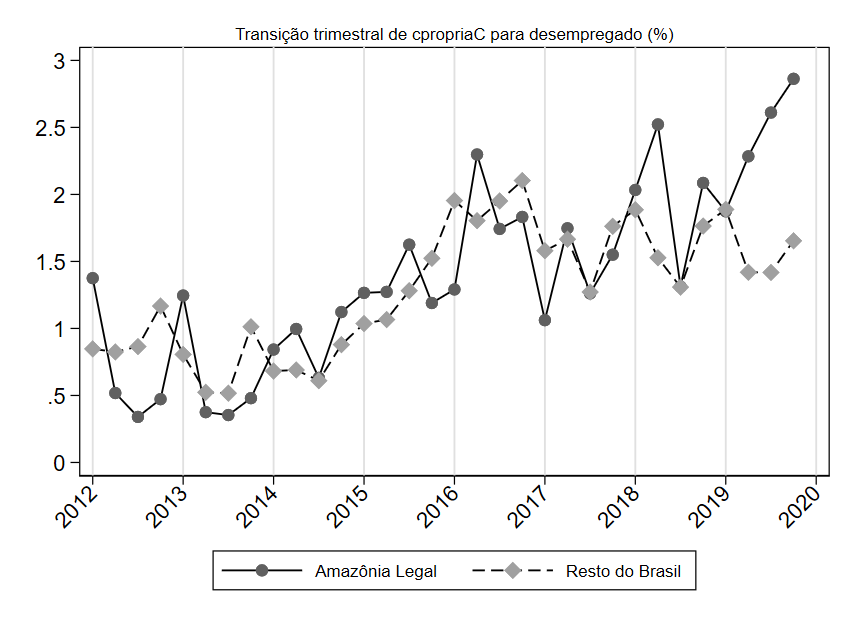 Transição trimestral de cpropriaC para desempregado (%)
3
2.5
2
1.5
1
.5
0
2012 2013 2014 2015 2016 2017 2018 2019 2020
Amazônia Legal Resto do Brasil